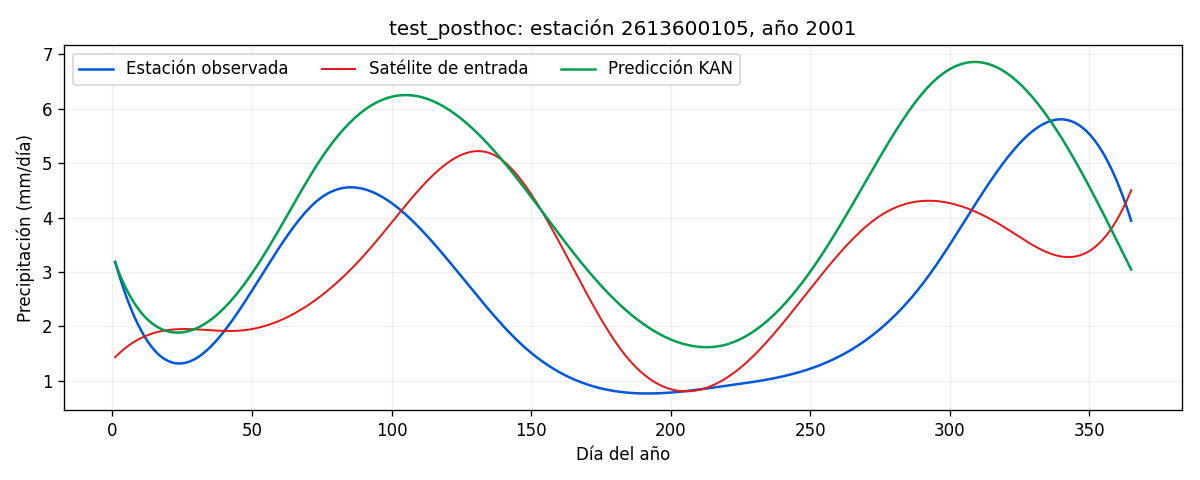 test_posthoc: estación 2613600105, año 2001
Estación observada
Satélite de entrada
Predicción KAN
Precipitación (mm/día)
7
6
5
4
3
2
1
0
50
100
150
200
250
300
350
Día del año